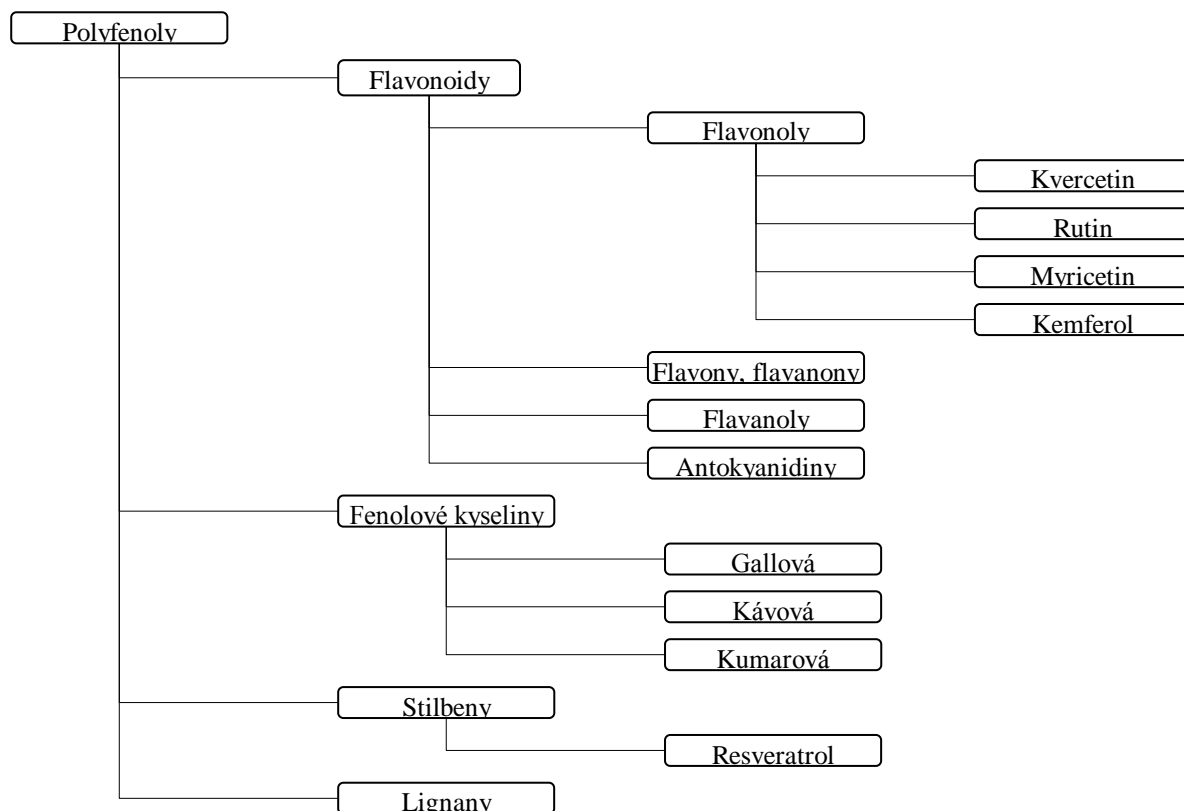 Polyfenoly
Flavonoidy
Flavonoly
Kvercetin
Rutin
Myricetin
Kemferol
Flavony, flavanony
Flavanoly
Antokyanidiny
Fenolové kyseliny
Gallová
Kávová
Kumarová
Stilbeny
Resveratrol
Lignany